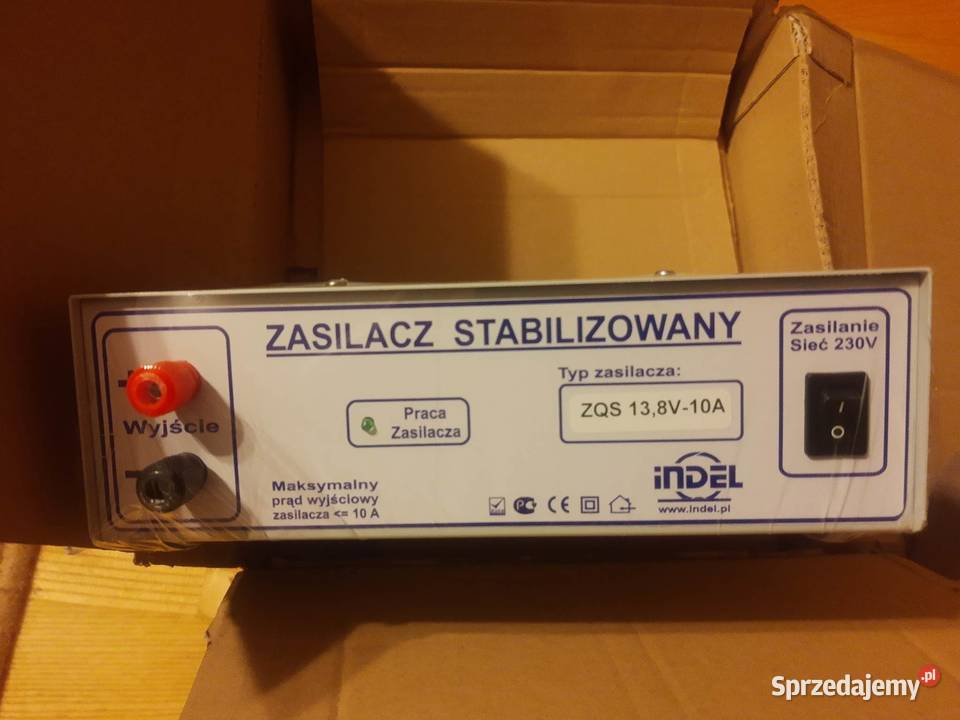 ZASILACZ STABILIZOWANY
+
Wyjście
-
Praca
Zasilacza
Typ zasilacza:
ZQS 13,8V-10A
Zasilanie
Sieć 230V
I
O
Maksymalny
prąd wyjściowy
zasilacza <= 10 A
CE
iNDEL
www.indel.pl
Sprzedajemy.pl